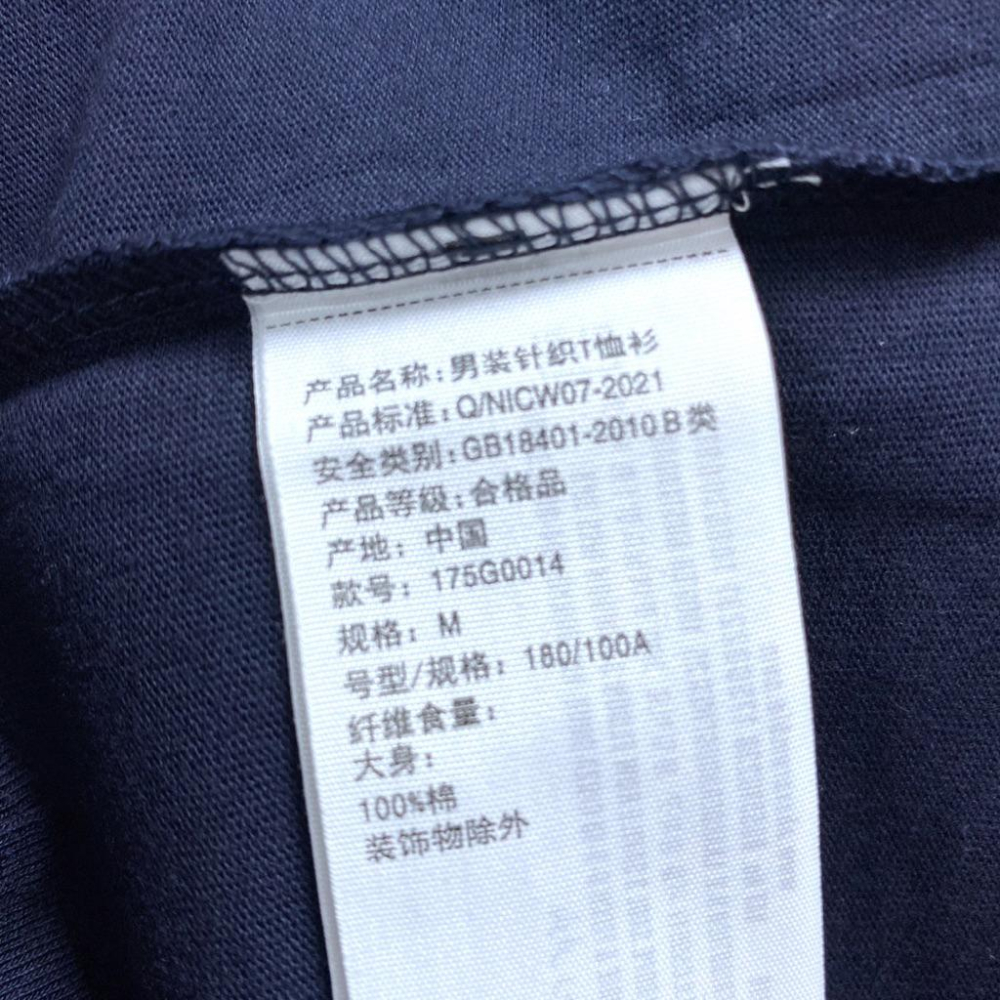 产品名称:男装针织T恤衫
产品标准:Q/NICW07-2021
安全类别:GB18401-2010 B 类
产品等级:合格品
产地:中国
款号:175G0014
规格:M
号型/规格:180/100A
纤维食量:
大身:
100%棉
装饰物除外